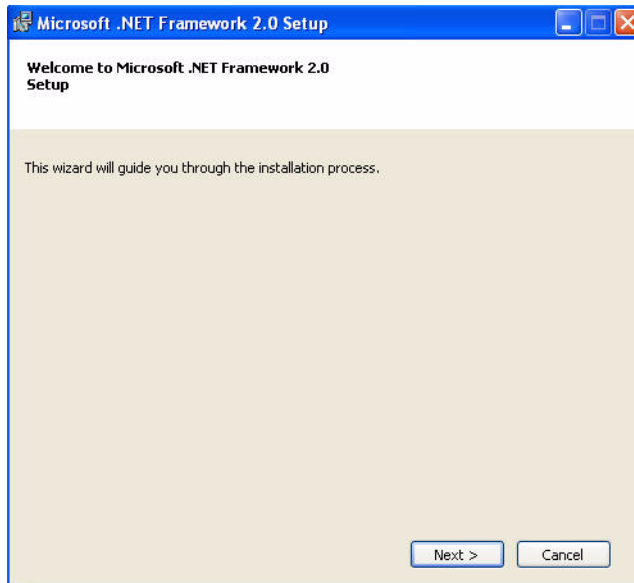 Microsoft .NET Framework 2.0 Setup
Welcome to Microsoft .NET Framework 2.0
Setup
This wizard will guide you through the installation process.
Next >
Cancel